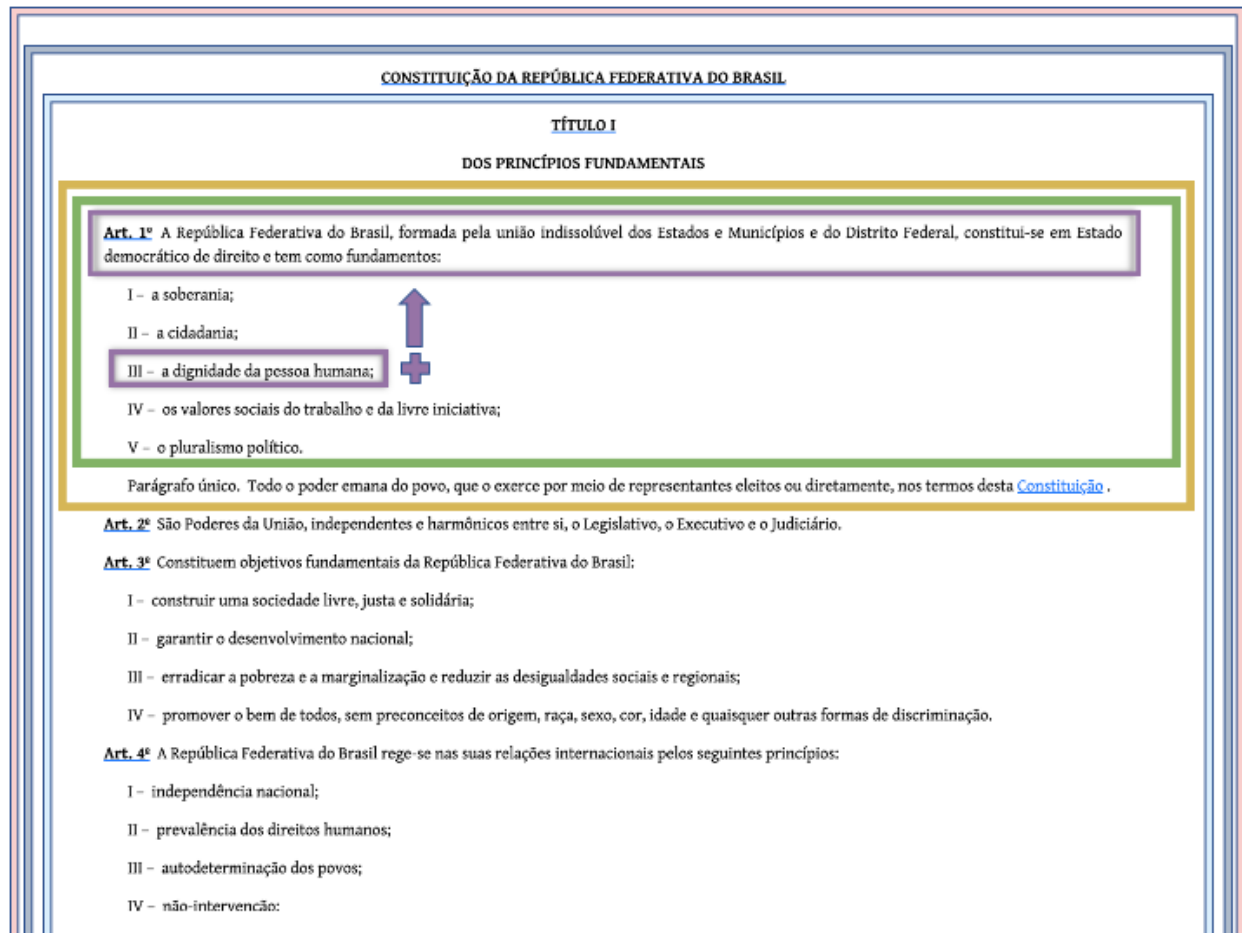 CONSTITUIÇÃO DA REPÚBLICA FEDERATIVA DO BRASIL
TÍTULO I
DOS PRINCÍPIOS FUNDAMENTAIS
Art. 1º A República Federativa do Brasil, formada pela união indissolúvel dos Estados e Municípios e do Distrito Federal, constitui-se em Estado
democrático de direito e tem como fundamentos:
I – a soberania;
II – a cidadania;
III – a dignidade da pessoa humana;
IV – os valores sociais do trabalho e da livre iniciativa;
V – o pluralismo político.
Parágrafo único. Todo o poder emana do povo, que o exerce por meio de representantes eleitos ou diretamente, nos termos desta Constituição .
Art. 2º São Poderes da União, independentes e harmônicos entre si, o Legislativo, o Executivo e o Judiciário.
Art. 3º Constituem objetivos fundamentais da República Federativa do Brasil:
I – construir uma sociedade livre, justa e solidária;
II – garantir o desenvolvimento nacional;
III – erradicar a pobreza e a marginalização e reduzir as desigualdades sociais e regionais;
IV – promover o bem de todos, sem preconceitos de origem, raça, sexo, cor, idade e quaisquer outras formas de discriminação.
Art. 4º A República Federativa do Brasil rege-se nas suas relações internacionais pelos seguintes princípios:
I – independência nacional;
II – prevalência dos direitos humanos;
III – autodeterminação dos povos;
IV – não-intervenção;